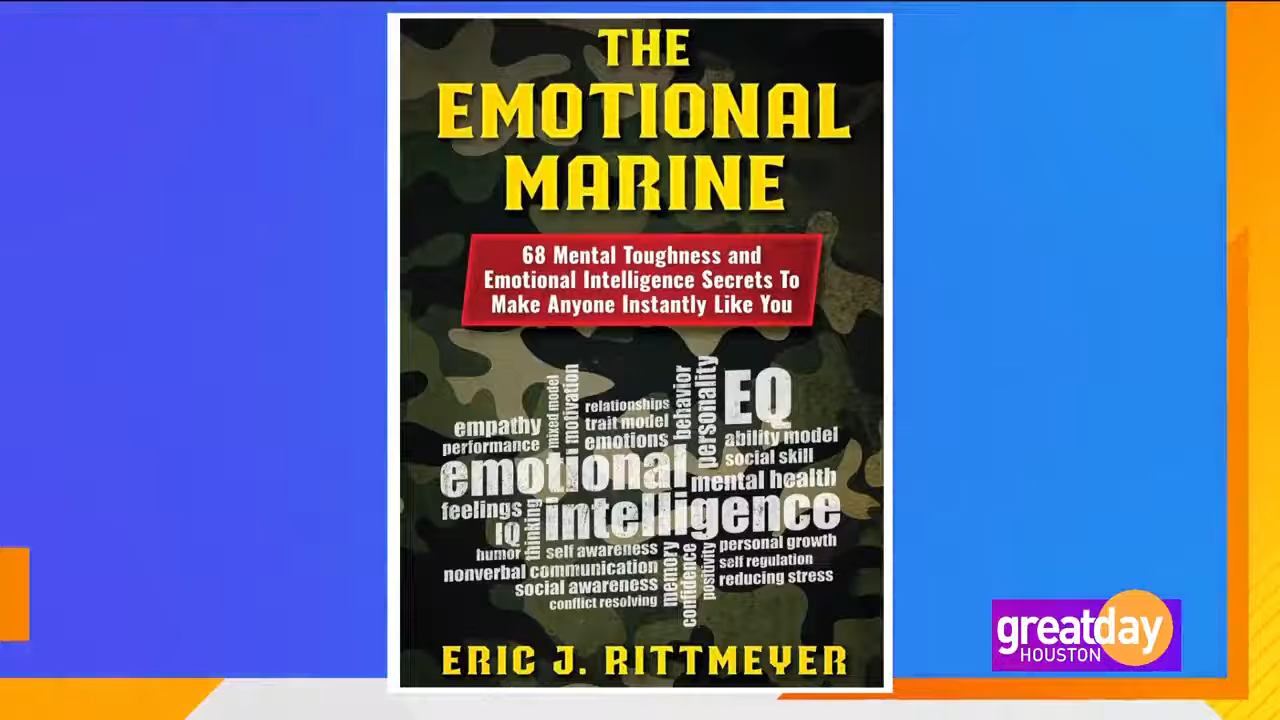 THE
EMOTIONAL
MARINE
68 Mental Toughness and
Emotional Intelligence Secrets To
Make Anyone Instantly Like You
empathy
performance
mixed model
motivation
relationships
trait model
emotions
behavior
personality
EQ
ability model
social skill
mental health
emotional
intelligence
feelings
IQ
humor
thinking
self awareness
nonverbal communication
social awareness
conflict resolving
memory
confidence
positivity
personal growth
self regulation
reducing stress
ERIC J. RITTMEYER
greatday
HOUSTON